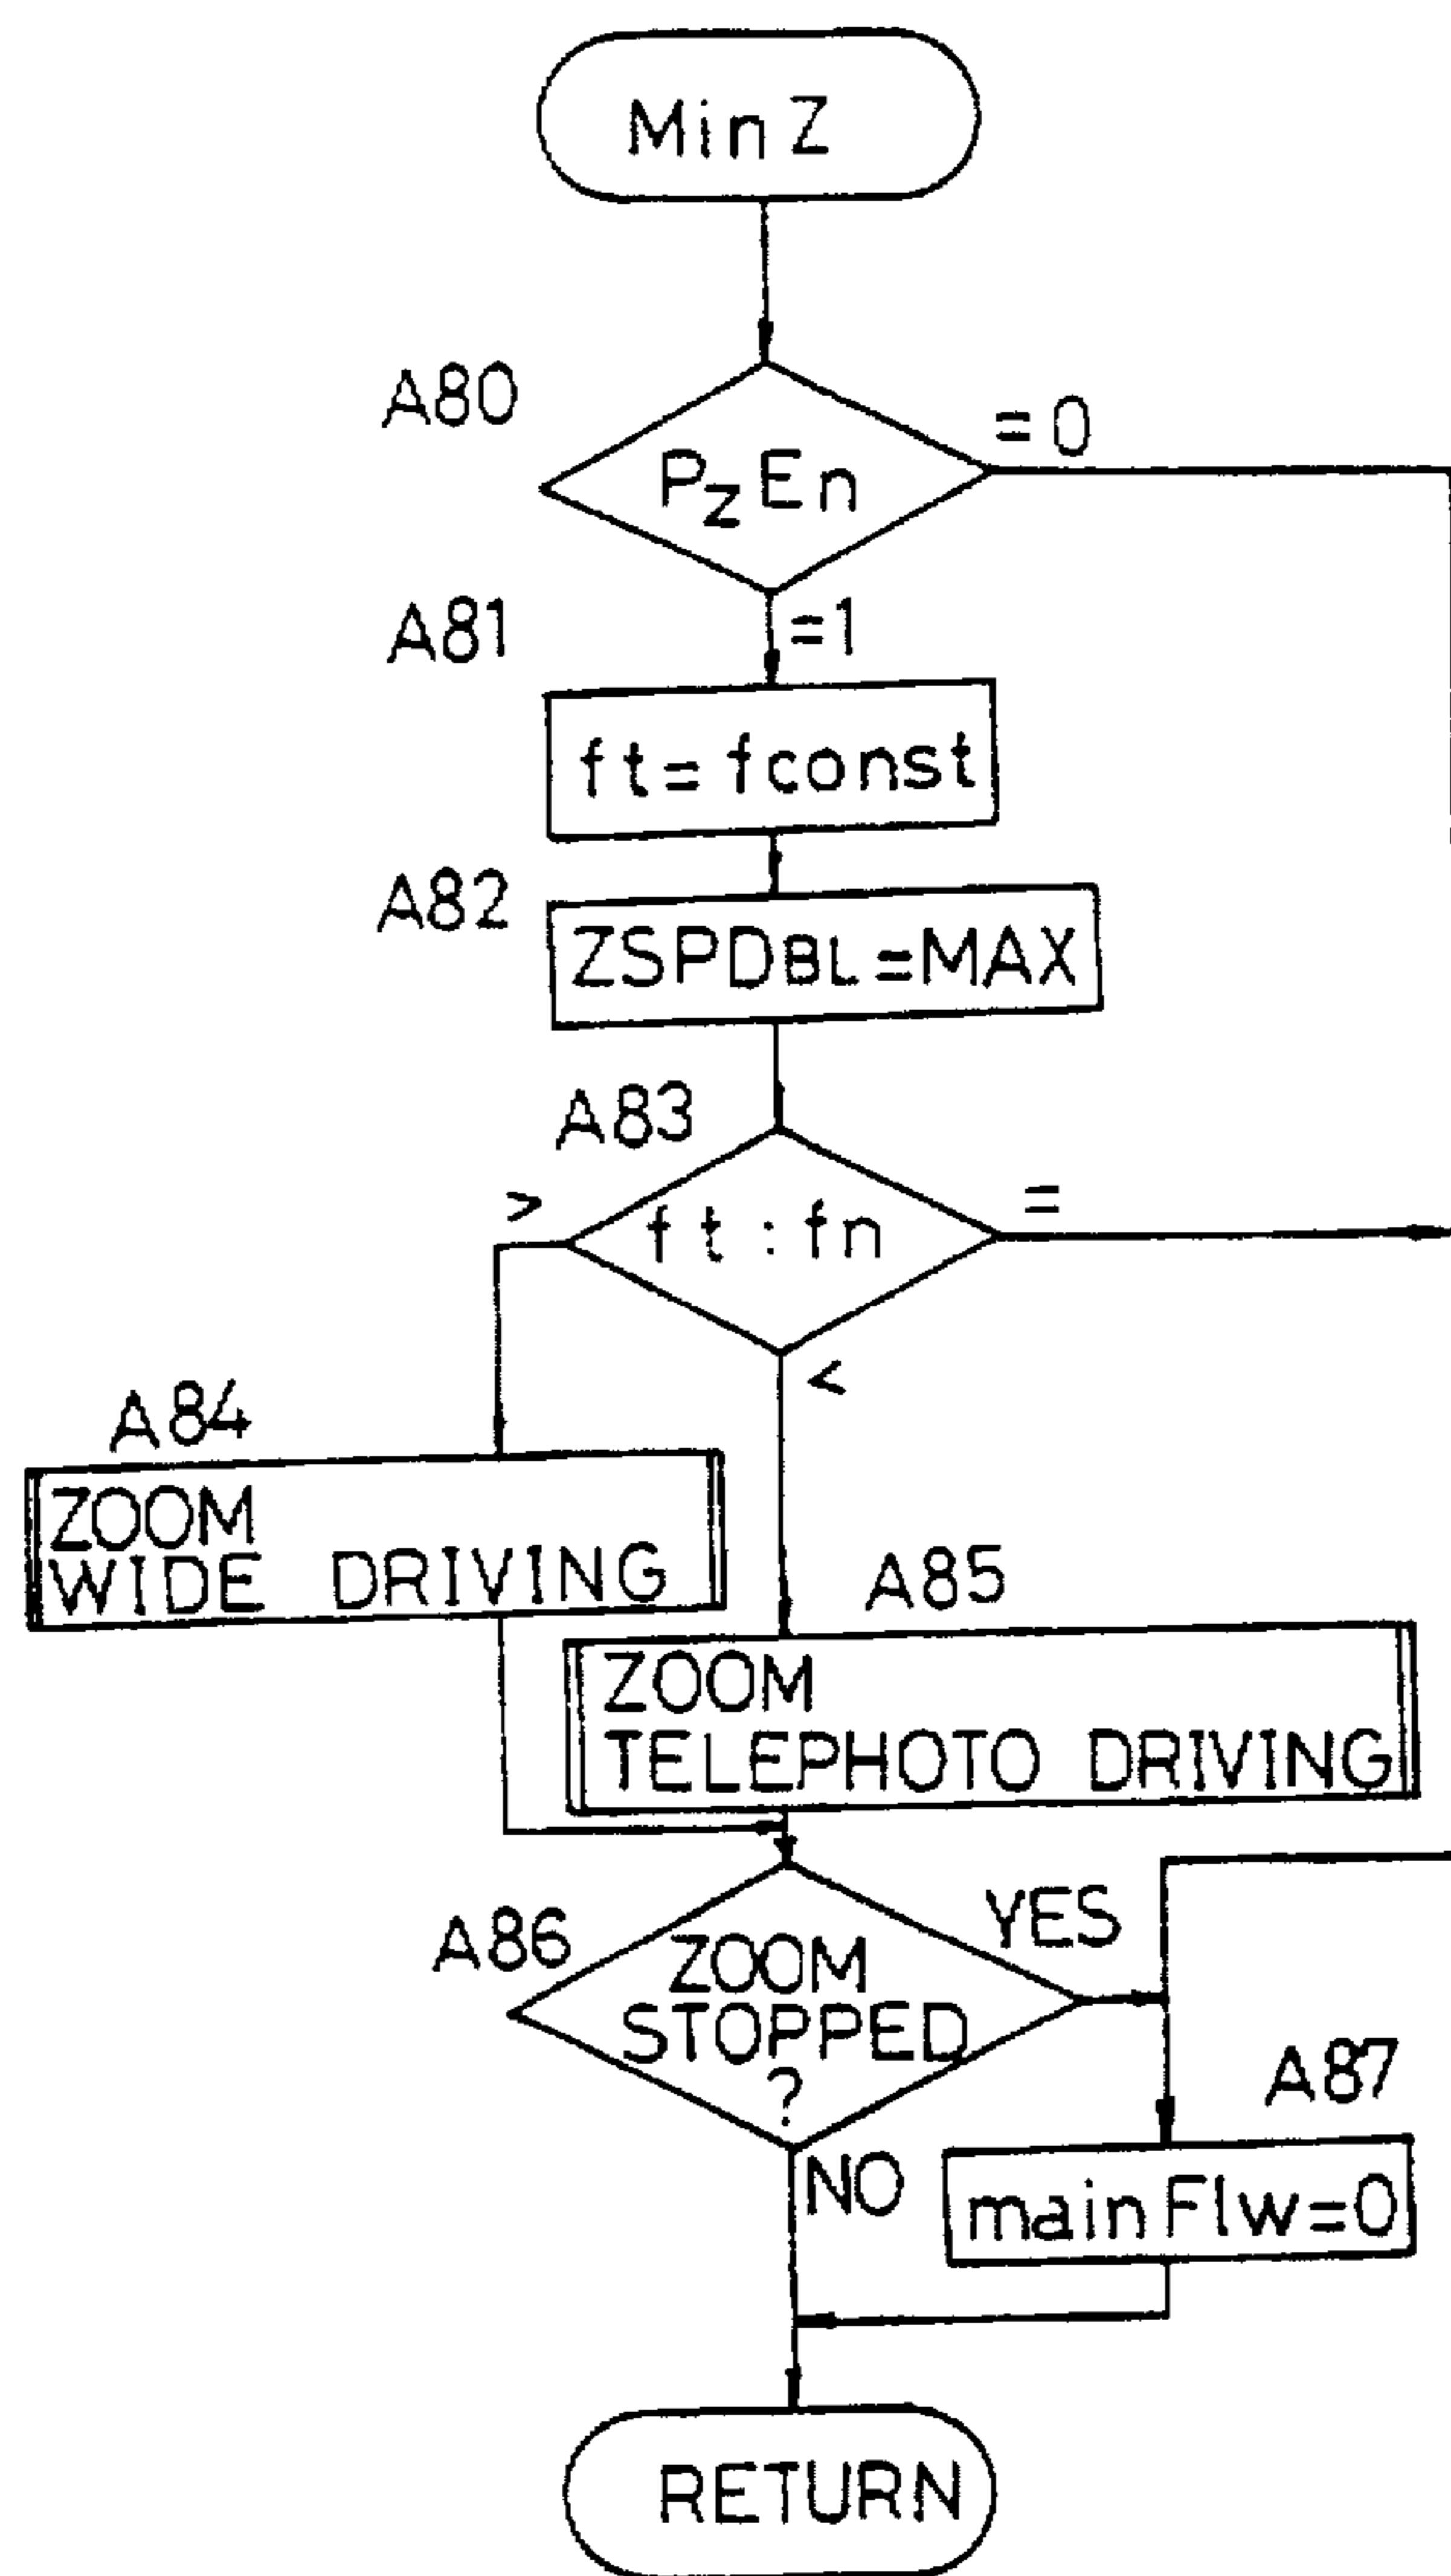 Min Z
A80
PzEn
=0
A81
=1
ft=fconst
A82
ZSPDBL=MAX
A83
>
ft:fn
=
<
A84
ZOOM
WIDE DRIVING
A85
ZOOM
TELEPHOTO DRIVING
A86
ZOOM
STOPPED
?
YES
A87
NO
mainFlw=0
RETURN